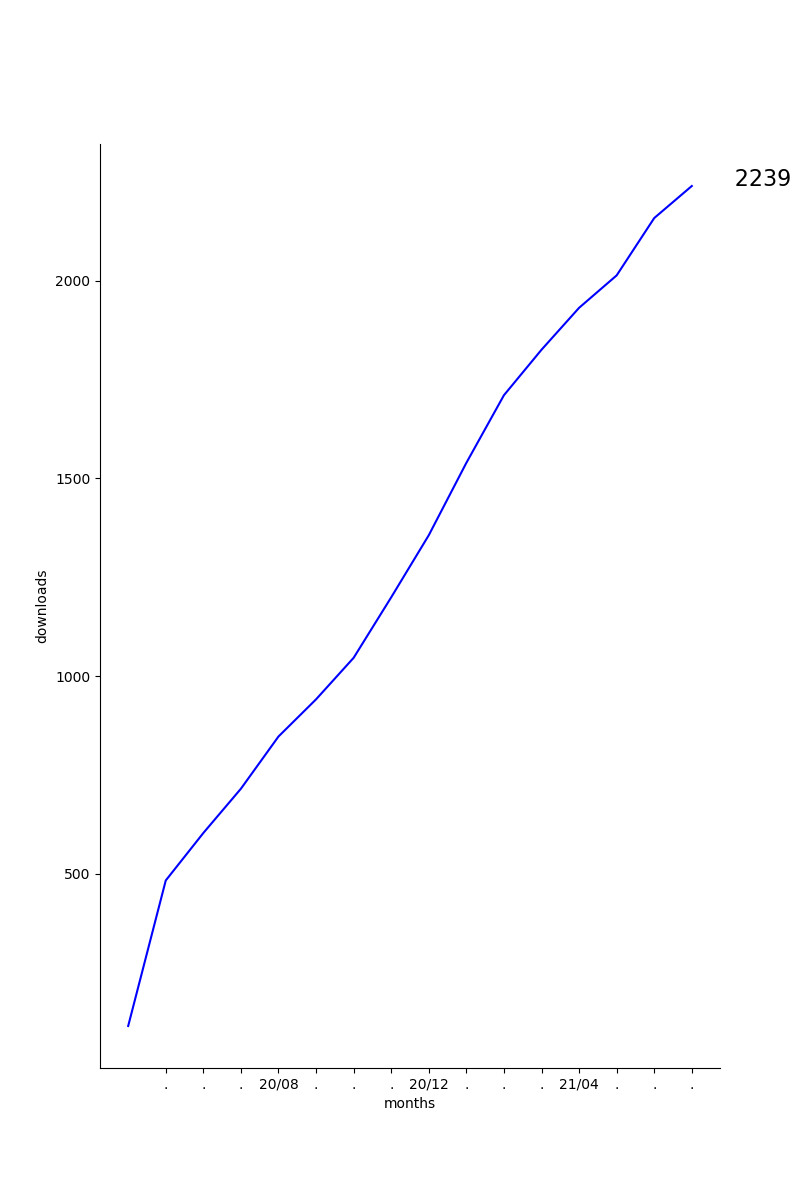 2239
2000
1500
1000
500
downloads
. . . 20/08 . . . 20/12 . . . 21/04 . . .
months